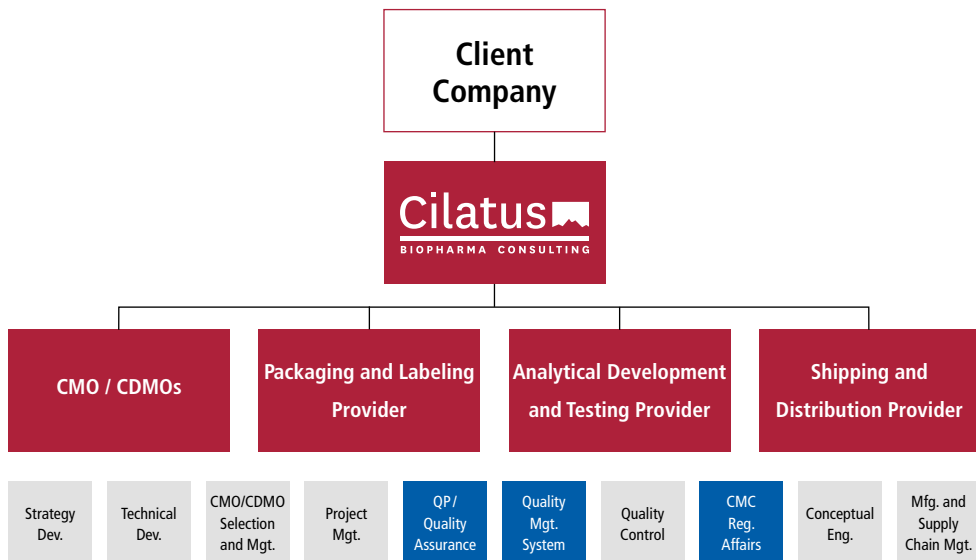 Client
Company
Cilatus
BIOPHARMA CONSULTING
CMO / CDMOs
Packaging and Labeling
Provider
Analytical Development
and Testing Provider
Shipping and
Distribution Provider
Strategy
Dev.
Technical
Dev.
CMO/CDMO
Selection
and Mgt.
Project
Mgt.
QP/
Quality
Assurance
Quality
Mgt.
System
Quality
Control
CMC
Reg.
Affairs
Conceptual
Eng.
Mfg. and
Supply
Chain Mgt.